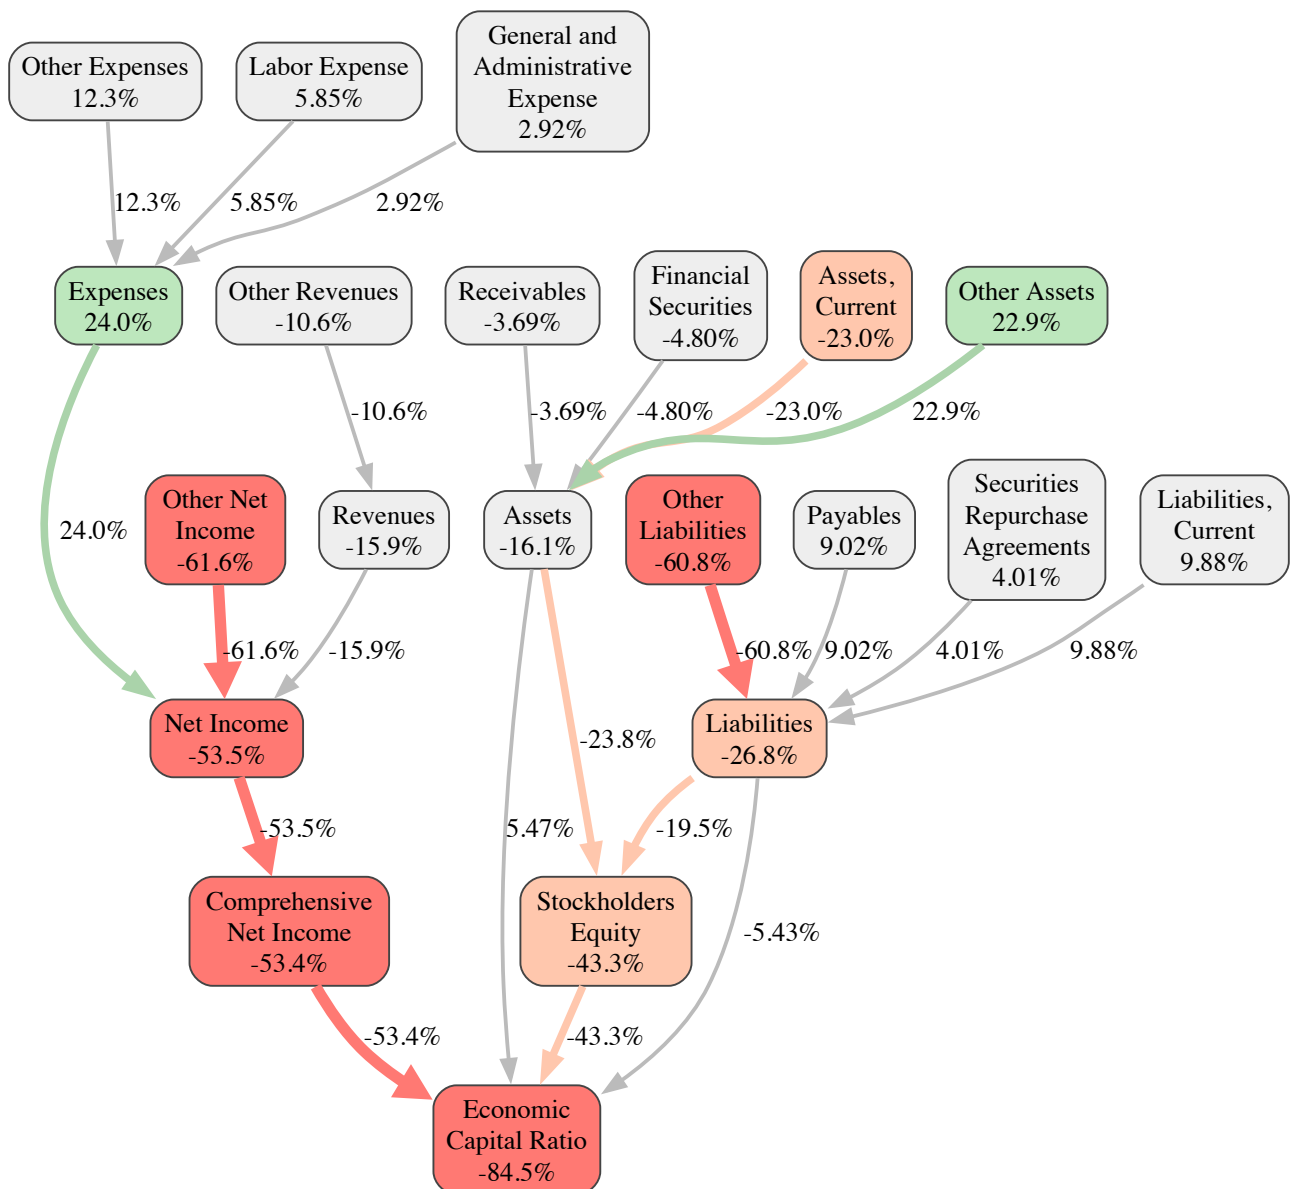 General and
Administrative
Expense
2.92%
Other Expenses
12.3%
Labor Expense
5.85%
12.3%
5.85%
2.92%
Expenses
24.0%
Other Revenues
-10.6%
Receivables
-3.69%
Financial
Securities
-4.80%
Assets,
Current
-23.0%
Other Assets
22.9%
-10.6%
-3.69%
-4.80%
-23.0%
22.9%
24.0%
Other Net
Income
-61.6%
Revenues
-15.9%
Assets
-16.1%
Other
Liabilities
-60.8%
Payables
9.02%
Securities
Repurchase
Agreements
4.01%
Liabilities,
Current
9.88%
-61.6%
-15.9%
-60.8%
9.02%
4.01%
9.88%
Net Income
-53.5%
-23.8%
Liabilities
-26.8%
-53.5%
5.47%
-19.5%
Comprehensive
Net Income
-53.4%
Stockholders
Equity
-43.3%
-5.43%
-53.4%
-43.3%
Economic
Capital Ratio
-84.5%